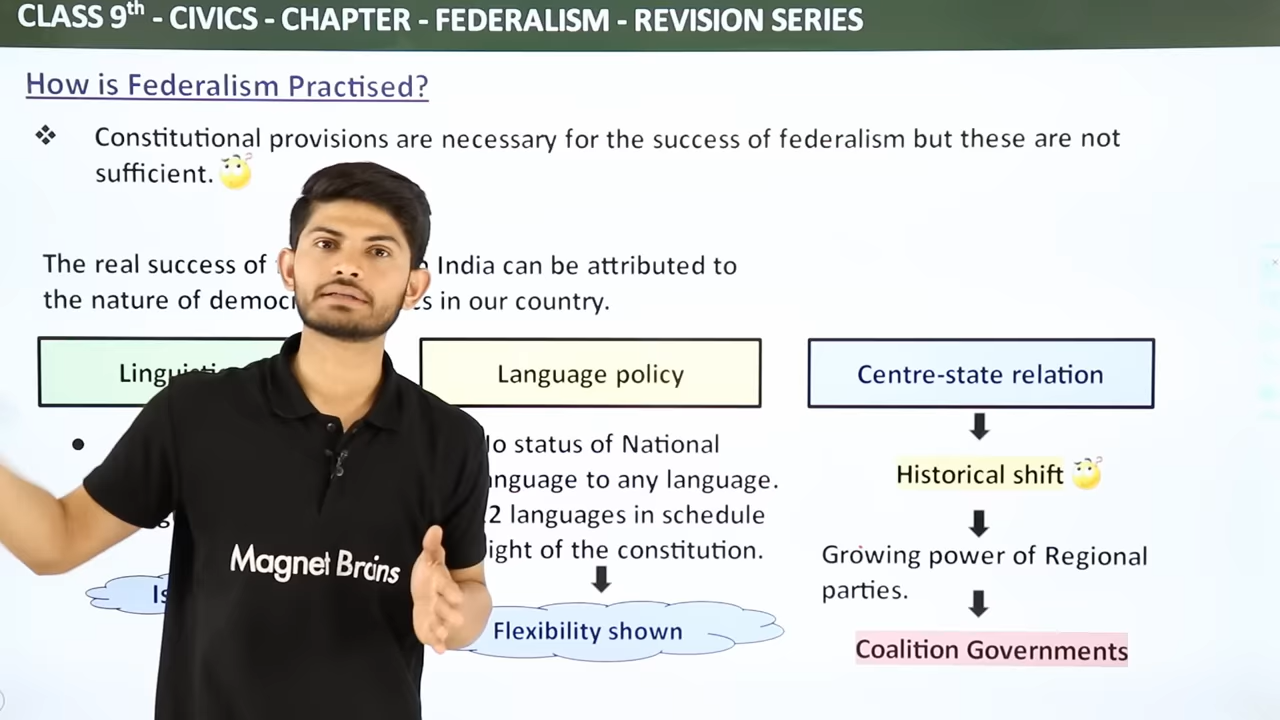 CLASS 9th - CIVICS - CHAPTER - FEDERALISM - REVISION SERIES
How is Federalism Practised?
Constitutional provisions are necessary for the success of federalism but these are not
sufficient.
The real success of India can be attributed to
the nature of in our country.
Language policy
Centre-state relation
status of National
language to any language.
languages in schedule
of the constitution.
Flexibility shown
Historical shift
Growing power of Regional
parties.
Coalition Governments
Magnet Brains